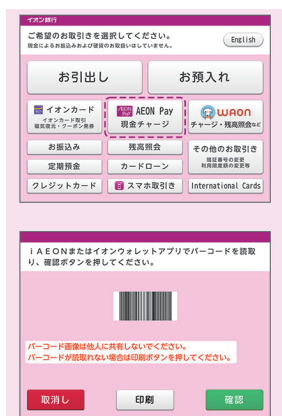 イオン銀行
ご希望のお取引きを選択してください。
現金によるお振込みおよび硬貨のお取扱いはしていません。
English
お引出し
お預入れ
イオンカード
イオンカード取引
磁気復元・クーポン発券
AEON Pay
現金チャージ
WAON
チャージ・残高照会など
お振込み
残高照会
その他のお取引き
暗証番号の変更
利用限度額の変更等
定期預金
カードローン
クレジットカード
スマホ取引き
International Cards
iAEONまたはイオンウォレットアプリでバーコードを読取
り、確認ボタンを押してください。
バーコード画像は他人に共有しないでください。
バーコードが読取れない場合は印刷ボタンを押してください。
取消し
印刷
確認